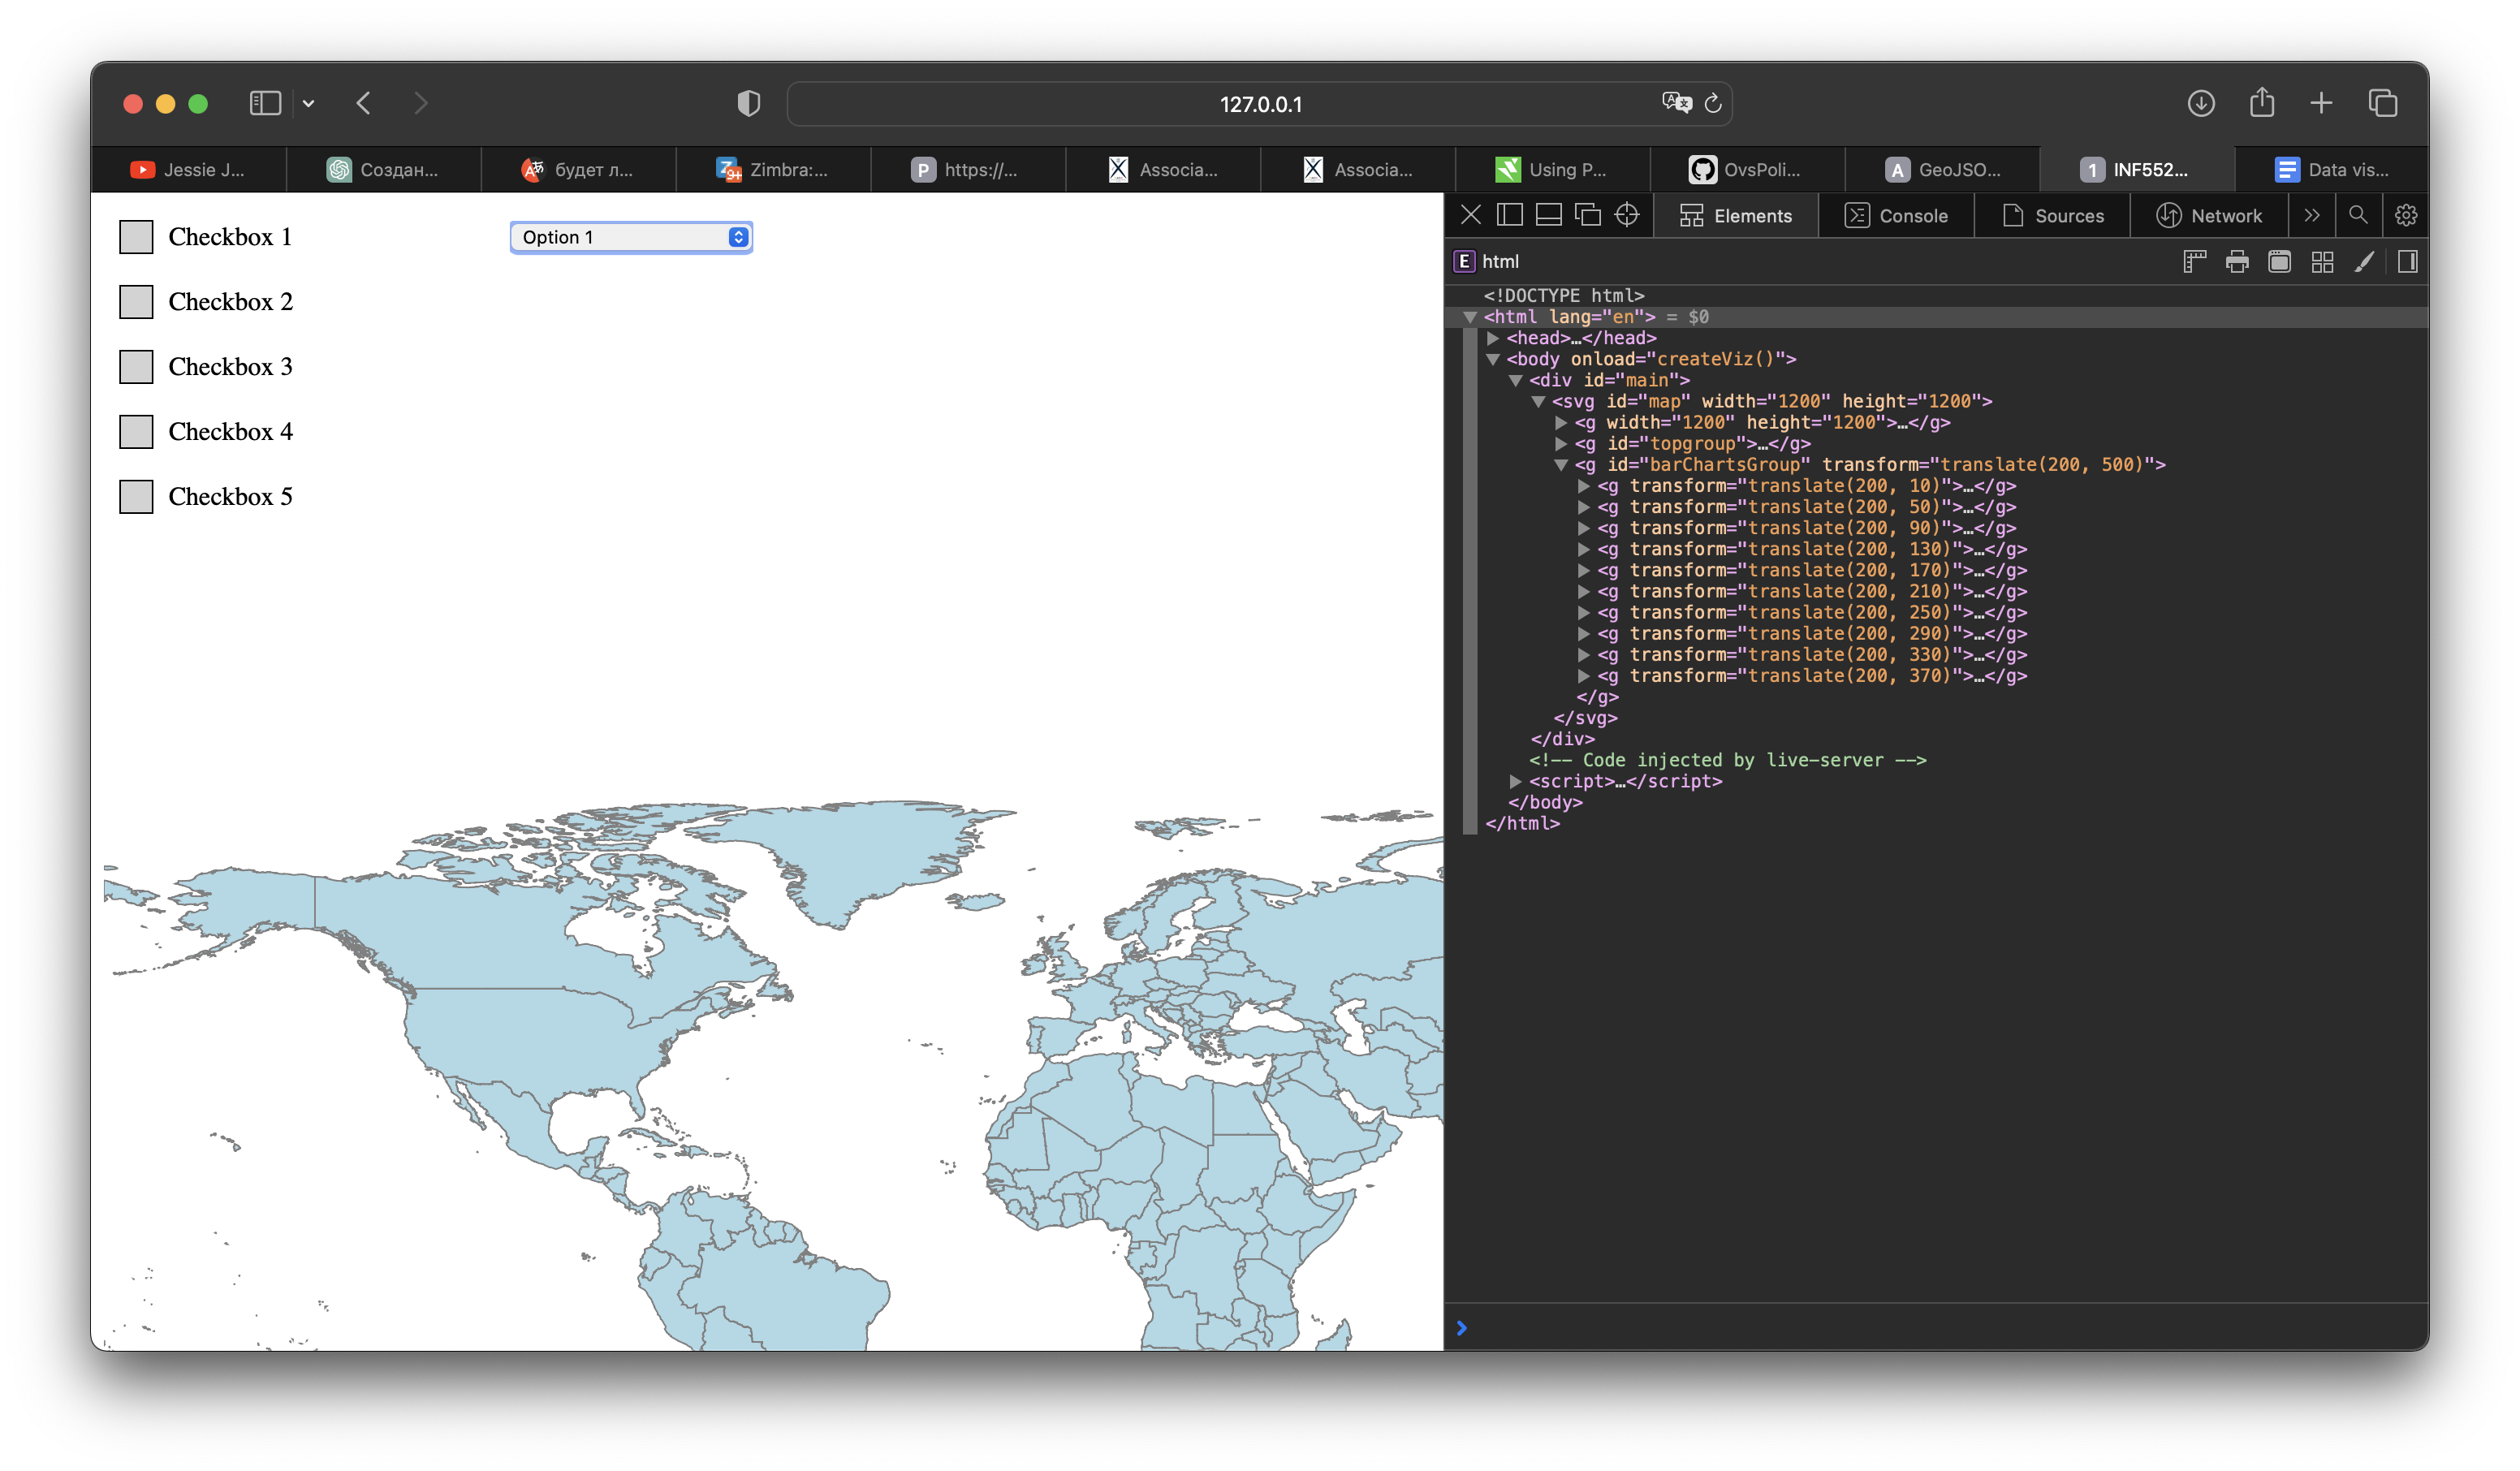 127.0.0.1
Jessie J...
Создан...
будет л...
Zimbra:...
https://...
Associa...
Associa...
Using P...
OvsPoli...
GeoJSO...
INF552...
Data vis...
Checkbox 1
Option 1
Checkbox 2
Checkbox 3
Checkbox 4
Checkbox 5
Elements
Console
Sources
Network
E html
<!DOCTYPE html>
<html lang="en"> = $0
<head>…</head>
<body onload="createViz()">
<div id="main">
<svg id="map" width="1200" height="1200">
<g width="1200" height="1200">…</g>
<g id="topgroup">…</g>
<g id="barChartsGroup" transform="translate(200, 500)">
<g transform="translate(200, 10)">…</g>
<g transform="translate(200, 50)">…</g>
<g transform="translate(200, 90)">…</g>
<g transform="translate(200, 130)">…</g>
<g transform="translate(200, 170)">…</g>
<g transform="translate(200, 210)">…</g>
<g transform="translate(200, 250)">…</g>
<g transform="translate(200, 290)">…</g>
<g transform="translate(200, 330)">…</g>
<g transform="translate(200, 370)">…</g>
</g>
</svg>
</div>
<!-- Code injected by live-server -->
<script>…</script>
</body>
</html>